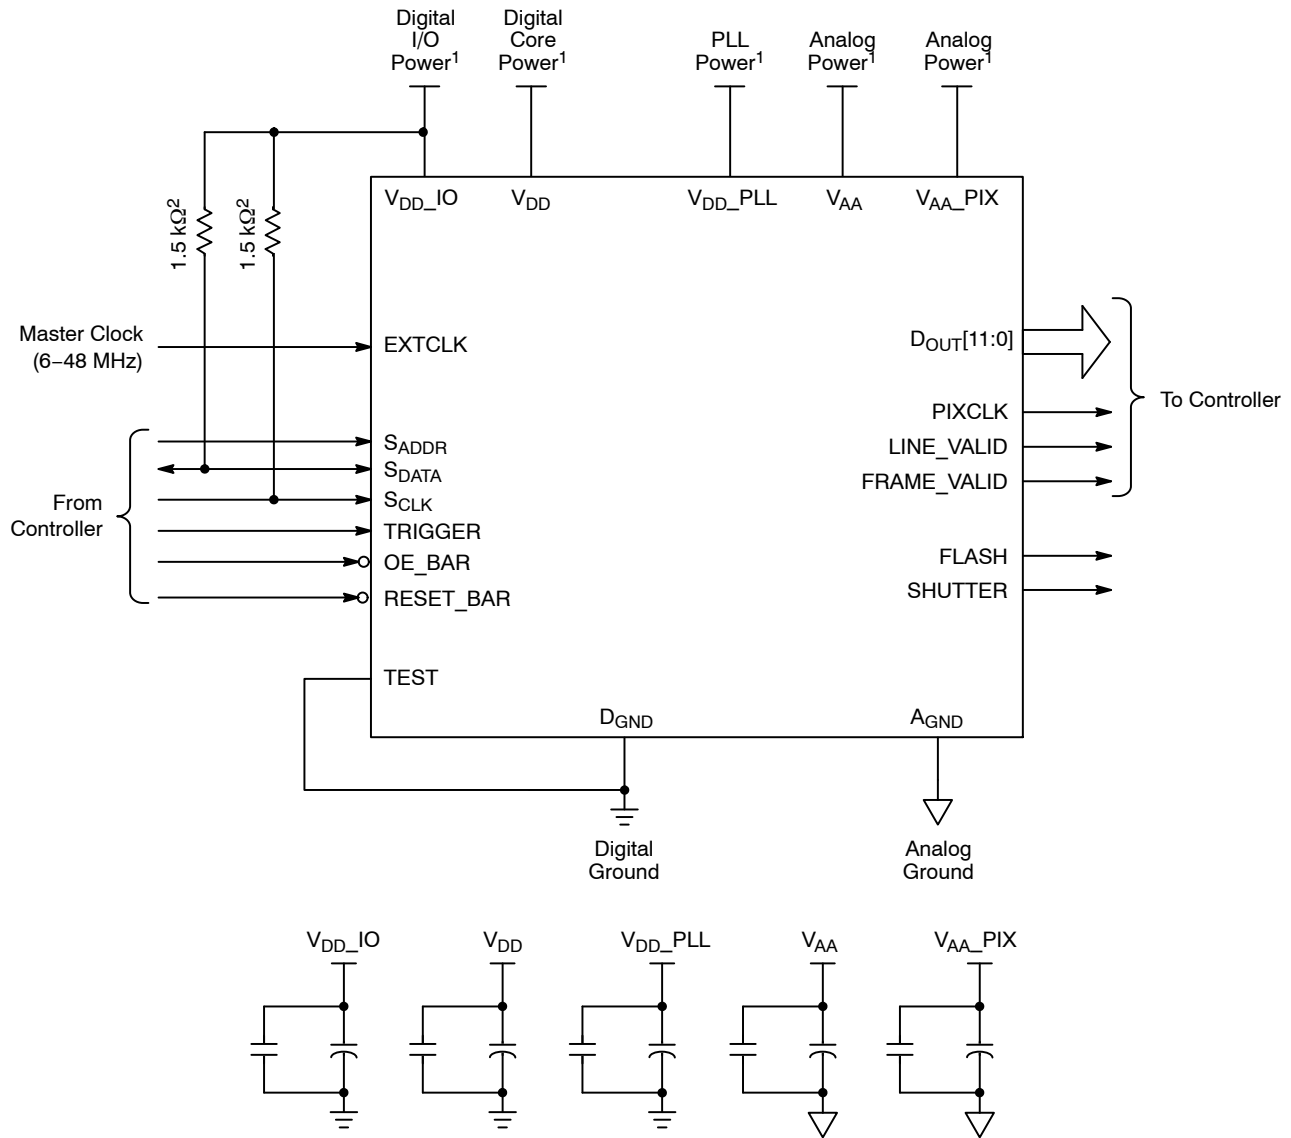 Digital
I/O
Power1
Digital
Core
Power1
PLL
Power1
Analog
Power1
Analog
Power1
VDD_IO
VDD
VDD_PLL
VAA
VAA_PIX
1.5 kΩ2
1.5 kΩ2
Master Clock
(6–48 MHz)
EXTCLK
SADDR
SDATA
SCLK
TRIGGER
OE_BAR
RESET_BAR
From
Controller
TEST
DOUT[11:0]
PIXCLK
LINE_VALID
FRAME_VALID
To Controller
FLASH
SHUTTER
DGND
AGND
Digital
Ground
Analog
Ground
VDD_IO
VDD
VDD_PLL
VAA
VAA_PIX